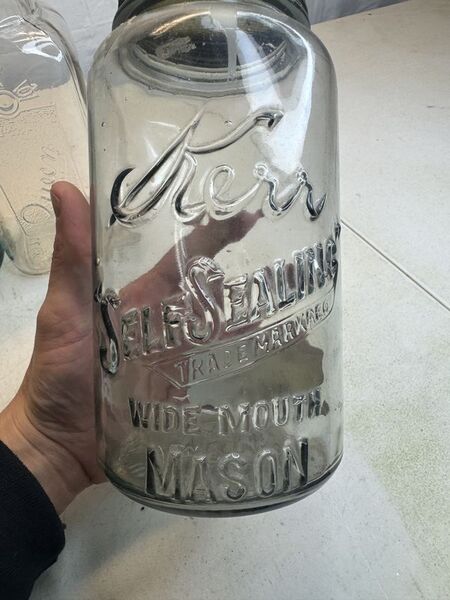 Kerr
"SELF SEALING"
TRADE MARK REG.
WIDE MOUTH
MASON